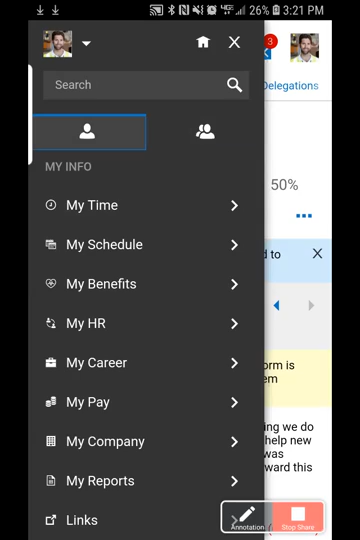 26% 3:21 PM
3
Search
Delegations
MY INFO
My Time
50%
My Schedule
d to
My Benefits
My HR
My Career
orm is
em
My Pay
ing we do
My Company
help new
was
ward this
My Reports
Links
Annotation
Stop Share